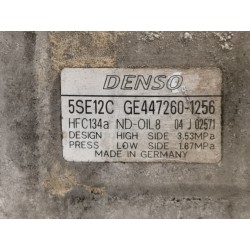 DENSO
5SE12C GE447260-1256
HFC134a ND-OIL8 04 J 02571
DESIGN HIGH SIDE 3.53MPa
PRESS LOW SIDE 1.67MPa
MADE IN GERMANY